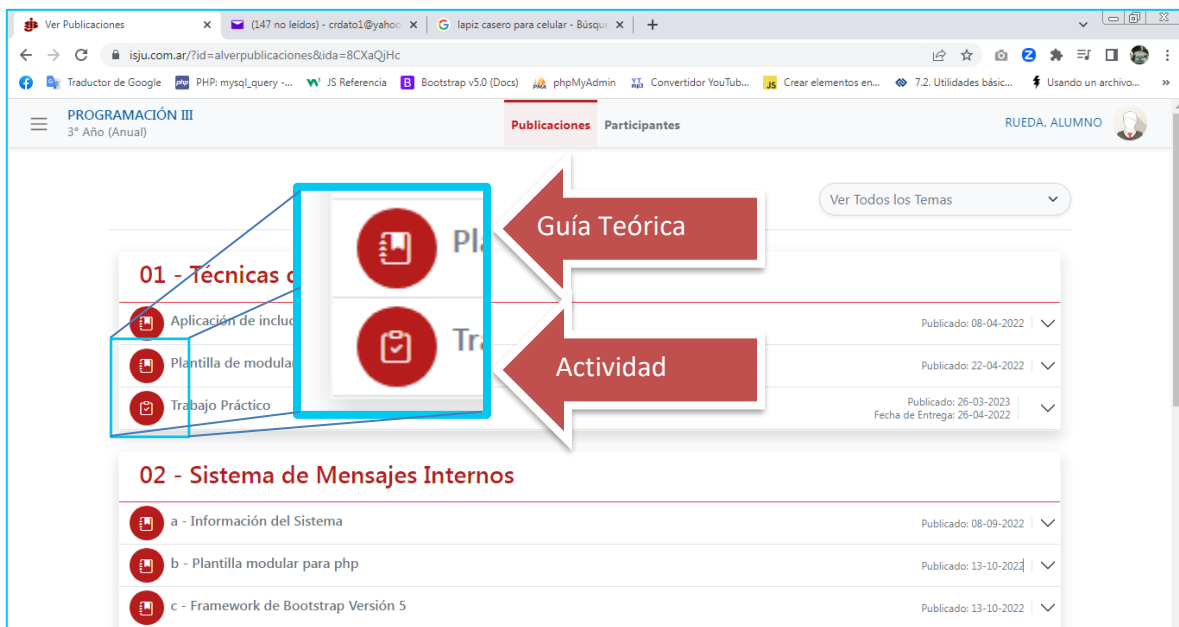 Ver Publicaciones
(147 no leídos) - crdato1@yahoo
lapiz casero para celular - Búsqu
isju.com.ar/?id=alverpublicaciones&ida=8CXaQjHc
Traductor de Google
PHP: mysql_query -...
JS Referencia
Bootstrap v5.0 (Docs)
phpMyAdmin
Convertidor YouTub...
Crear elementos en...
7.2. Utilidades básic...
Usando un archivo...
»
PROGRAMACIÓN III
3° Año (Anual)
Publicaciones
Participantes
RUEDA, ALUMNO
Ver Todos los Temas
Guía Teórica
Pl
Tr
Actividad
01 - Técnicas
Aplicación de includ
Publicado: 08-04-2022
Plantilla de modula
Publicado: 22-04-2022
Trabajo Práctico
Publicado: 26-03-2023
Fecha de Entrega: 26-04-2022
02 - Sistema de Mensajes Internos
a - Información del Sistema
Publicado: 08-09-2022
b - Plantilla modular para php
Publicado: 13-10-2022
c - Framework de Bootstrap Versión 5
Publicado: 13-10-2022